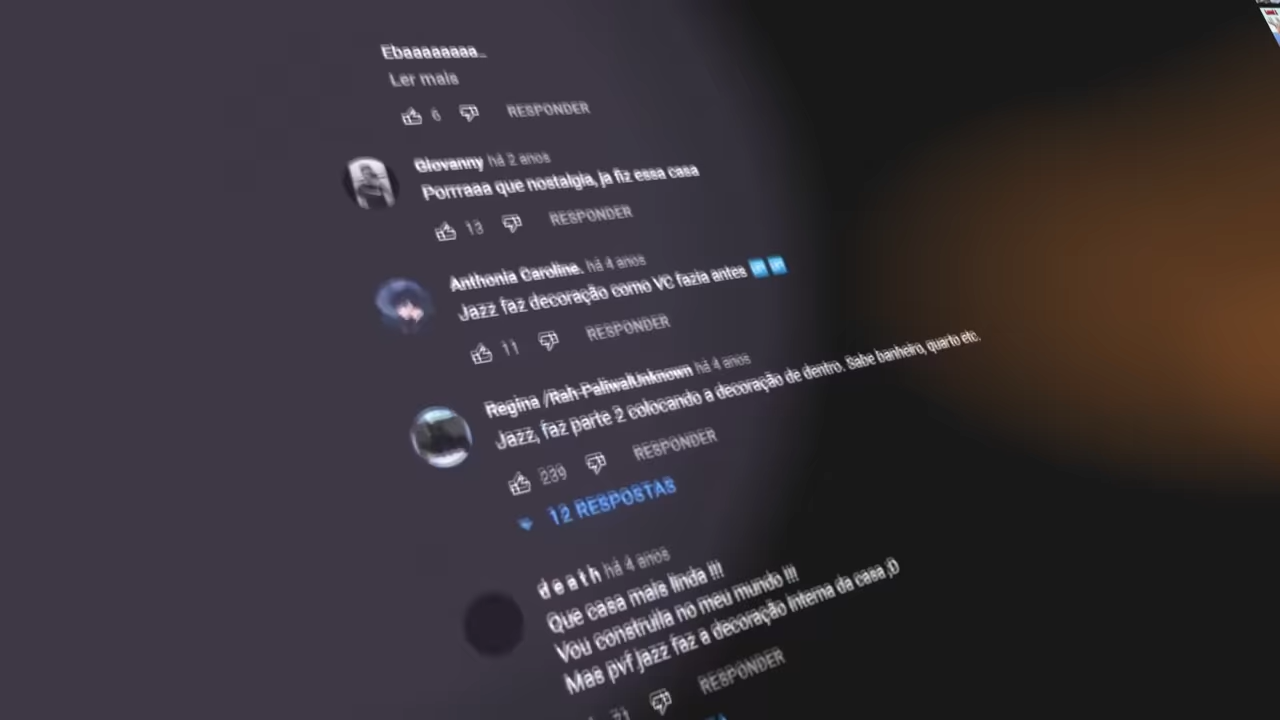 Ebaaaaaaaa...
Ler mais
6 RESPONDER
Giovanny há 2 anos
Porrraaa que nostalgia, ja fiz essa casa
13 RESPONDER
Anthonia Caroline. há 4 anos
Jazz faz decoração como VC fazia antes
11 RESPONDER
Regina /Rah-PaliwalUnknown há 4 anos
Jazz, faz parte 2 colocando a decoração de dentro. Sabe banheiro, quarto etc.
239 RESPONDER
12 RESPOSTAS
d e a t h há 4 anos
Que casa mais linda !!!
Vou construila no meu mundo !!!
Mas pvf jazz faz a decoração interna da casa ;D
RESPONDER